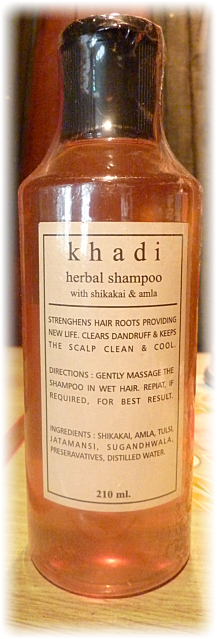 khadi
herbal shampoo
with shikakai & amla
STRENGHENS HAIR ROOTS PROVIDING
NEW LIFE. CLEARS DANDRUFF & KEEPS
THE SCALP CLEAN & COOL.
DIRECTIONS : GENTLY MASSAGE THE
SHAMPOO IN WET HAIR. REPIAT, IF
REQUIRED, FOR BEST RESULT.
INGREDIENTS : SHIKAKAI, AMLA, TULSI,
JATAMANSI, SUGANDHWALA,
PRESERAVATIVES, DISTILLED WATER.
210 ml.